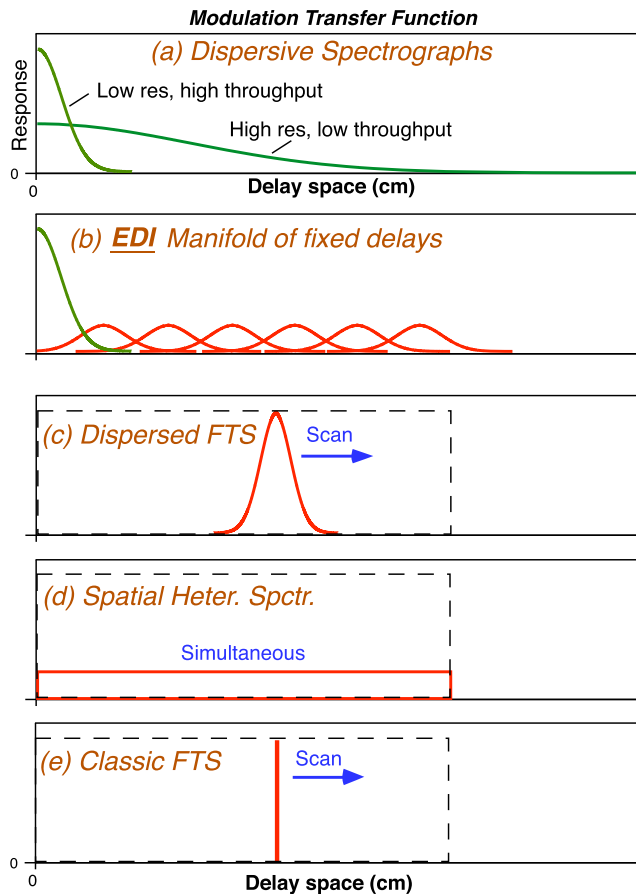 Modulation Transfer Function
(a) Dispersive Spectrographs
Low res, high throughput
High res, low throughput
Response
0
0
Delay space (cm)
(b) EDI Manifold of fixed delays
(c) Dispersed FTS
Scan
(d) Spatial Heter. Spctr.
Simultaneous
(e) Classic FTS
Scan
0
0
Delay space (cm)